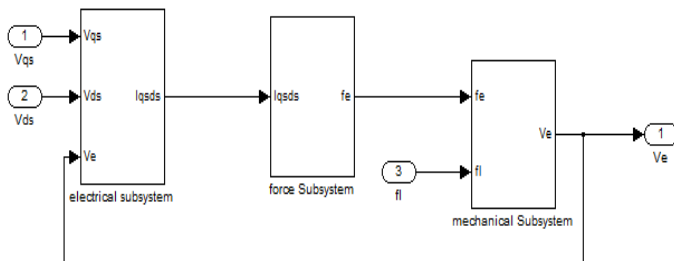 1
Vqs
2
Vds
Vqs
Vds
Ve
Iqsds
electrical subsystem
Iqsds
fe
force Subsystem
3
fl
fe
fl
Ve
mechanical Subsystem
1
Ve